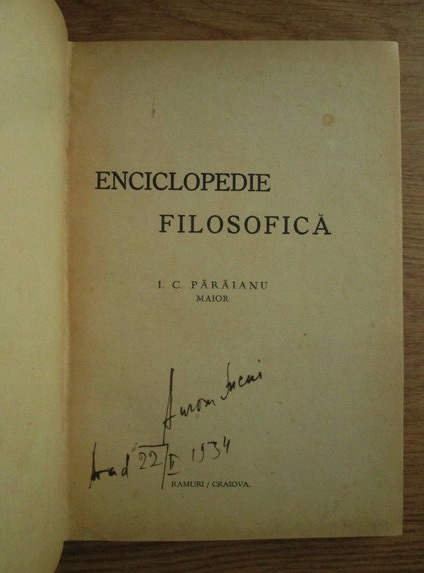 ENCICLOPEDIE
FILOSOFICĂ
I. C. PĂRĂIANU
MAIOR
Arad 22/V 1934
RAMURI / CRAIOVA.